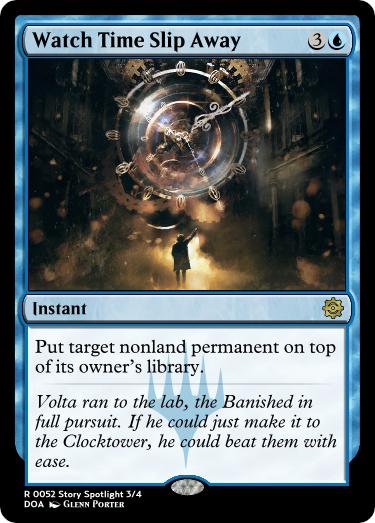 Watch Time Slip Away 3
Instant
Put target nonland permanent on top
of its owner's library.
Volta ran to the lab, the Banished in
full pursuit. If he could just make it to
the Clocktower, he could beat them with
ease.
R 0052 Story Spotlight 3/4
DOA Glenn Porter